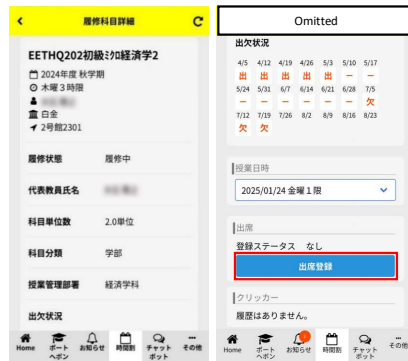 履修科目詳細
EETHQ202初級ミクロ経済学2
2024年度 秋学期
木曜３時限
白金
2号館2301
履修状態 履修中
代表教員氏名
科目単位数 2.0単位
科目分類 学部
授業管理部署 経済学科
出欠状況
Home ポートヘボン お知らせ 時間割 チャットボット その他
Omitted
出欠状況
4/5 4/12 4/19 4/26 5/3 5/10 5/17
出 出 出 出 出 － －
5/24 5/31 6/7 6/14 6/21 6/28 7/5
－ － － － － － 欠
7/12 7/19 7/26 8/2 8/9 8/16 8/23
欠 欠
授業日時
2025/01/24 金曜１限
出席
登録ステータス なし
出席登録
クリッカー
履歴はありません。
Home ポートヘボン お知らせ 時間割 チャットボット その他